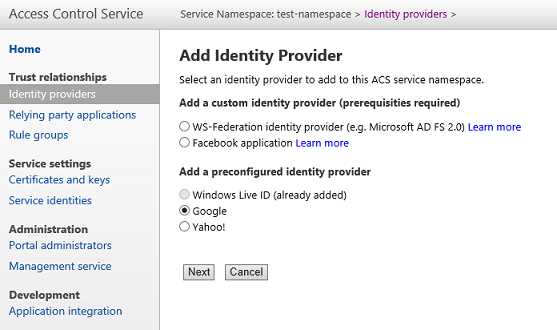 Access Control Service
Service Namespace: test-namespace > Identity providers >
Home
Trust relationships
Identity providers
Relying party applications
Rule groups
Service settings
Certificates and keys
Service identities
Administration
Portal administrators
Management service
Development
Application integration
Add Identity Provider
Select an identity provider to add to this ACS service namespace.
Add a custom identity provider (prerequisities required)
WS-Federation identity provider (e.g. Microsoft AD FS 2.0) Learn more
Facebook application Learn more
Add a preconfigured identity provider
Windows Live ID (already added)
Google
Yahoo!
Next Cancel